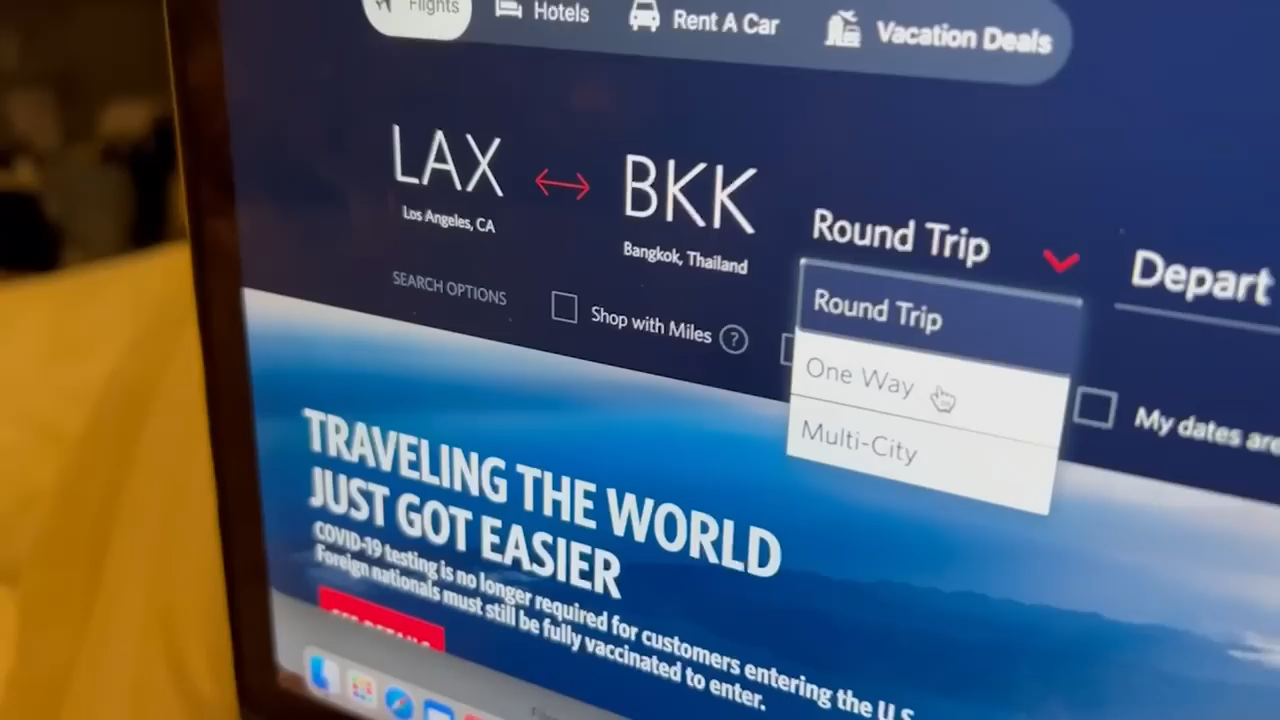 Flights
Hotels
Rent A Car
Vacation Deals
LAX
Los Angeles, CA
BKK
Bangkok, Thailand
Round Trip
Depart
SEARCH OPTIONS
Shop with Miles ?
Round Trip
One Way
Multi-City
My dates are
TRAVELING THE WORLD
JUST GOT EASIER
COVID-19 testing is no longer required for customers entering the U.S.
Foreign nationals must still be fully vaccinated to enter.
SEE DETAILS